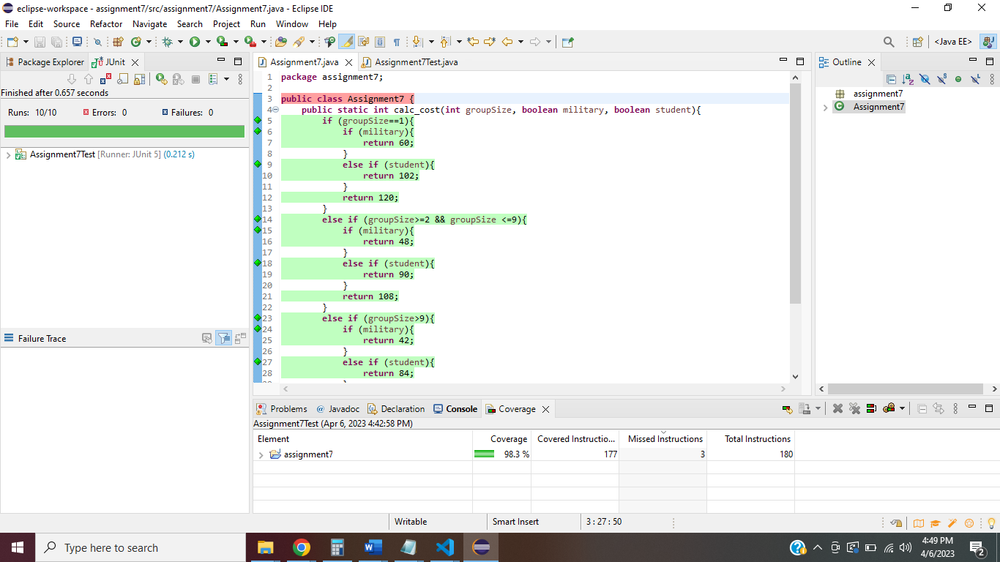 eclipse-workspace - assignment7/src/assignment7/Assignment7.java - Eclipse IDE
File Edit Source Refactor Navigate Search Project Run Window Help
<Java EE>
Package Explorer JUnit
Finished after 0.657 seconds
Runs: 10/10 Errors: 0 Failures: 0
Assignment7Test [Runner: JUnit 5] (0.212 s)
Failure Trace
Assignment7.java Assignment7Test.java
1 package assignment7;
2
3 public class Assignment7 {
4 public static int calc_cost(int groupSize, boolean military, boolean student){
5 if (groupSize==1){
6 if (military){
7 return 60;
8 }
9 else if (student){
10 return 102;
11 }
12 return 120;
13 }
14 else if (groupSize>=2 && groupSize <=9){
15 if (military){
16 return 48;
17 }
18 else if (student){
19 return 90;
20 }
21 return 108;
22 }
23 else if (groupSize>9){
24 if (military){
25 return 42;
26 }
27 else if (student){
28 return 84;
Outline
assignment7
Assignment7
Problems @ Javadoc Declaration Console Coverage
Assignment7Test (Apr 6, 2023 4:42:58 PM)
Element Coverage Covered Instructio... Missed Instructions Total Instructions
assignment7 98.3 % 177 3 180
Writable Smart Insert 3 : 27 : 50
Type here to search
4:49 PM
4/6/2023
2